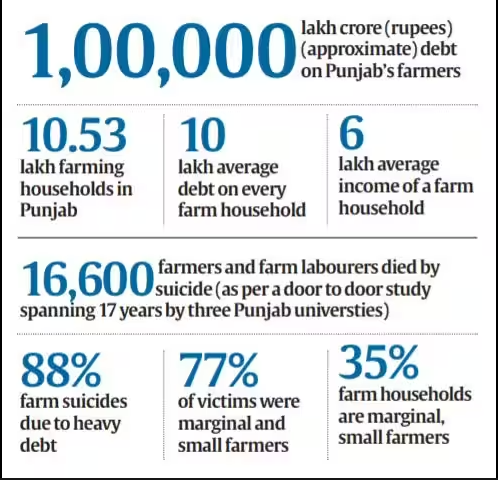 1,00,000 lakh crore (rupees)
(approximate) debt
on Punjab's farmers
10.53
lakh farming
households in
Punjab
10
lakh average
debt on every
farm household
6
lakh average
income of a farm
household
16,600 farmers and farm labourers died by
suicide (as per a door to door study
spanning 17 years by three Punjab universties)
88%
farm suicides
due to heavy
debt
77%
of victims were
marginal and
small farmers
35%
farm households
are marginal,
small farmers